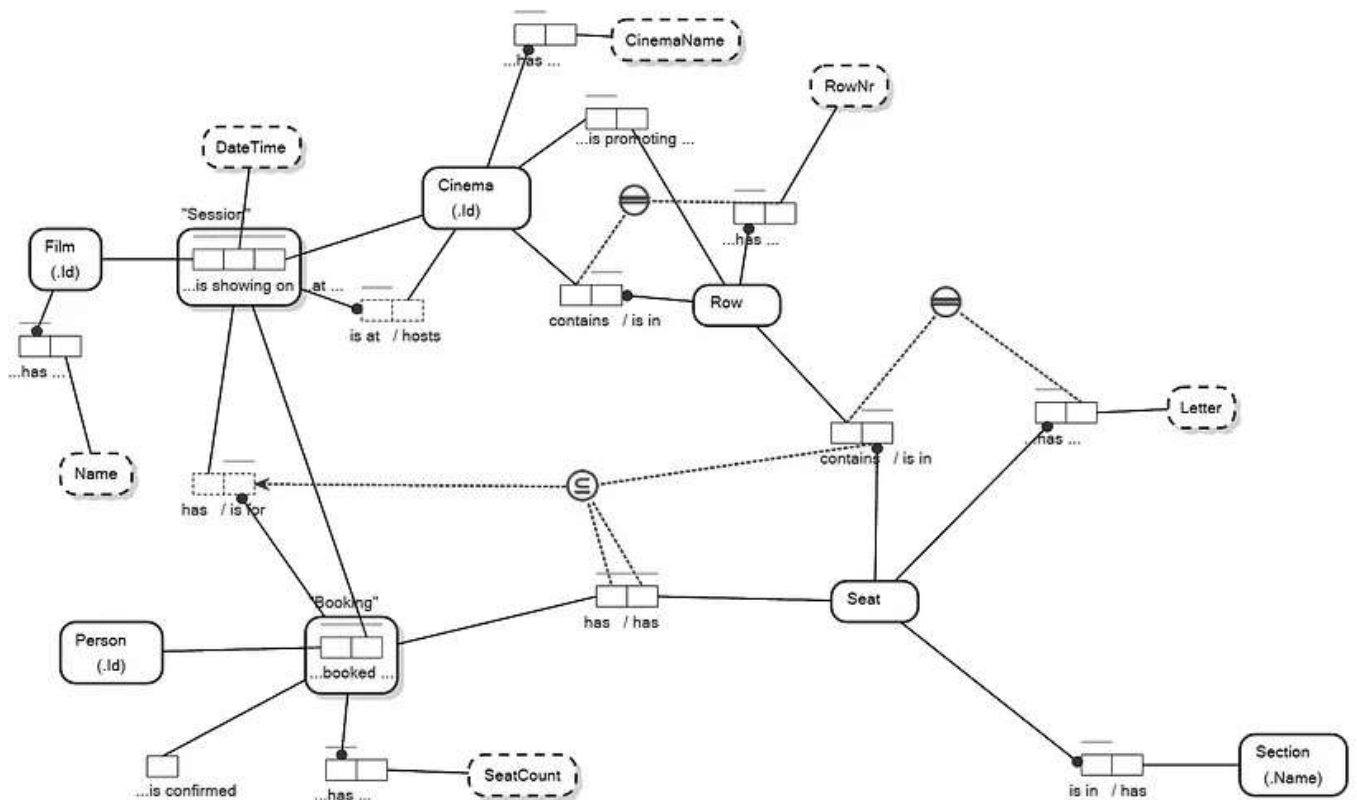 ...has ...
CinemaName
RowNr
...is promoting ...
DateTime
Cinema
(.Id)
"Session"
...has ...
Film
(.Id)
...is showing on ..at ...
Row
contains / is in
is at / hosts
...has ...
Letter
...has ...
contains / is in
Name
has / is for
Seat
"Booking"
has / has
Person
(.Id)
...booked ...
Section
(.Name)
SeatCount
...is confirmed
...has ...
is in / has